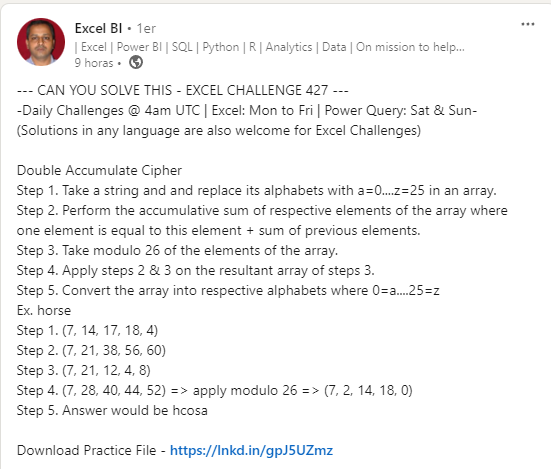 Excel BI • 1er
| Excel | Power BI | SQL | Python | R | Analytics | Data | On mission to help...
9 horas •
--- CAN YOU SOLVE THIS - EXCEL CHALLENGE 427 ---
-Daily Challenges @ 4am UTC | Excel: Mon to Fri | Power Query: Sat & Sun-
(Solutions in any language are also welcome for Excel Challenges)
Double Accumulate Cipher
Step 1. Take a string and and replace its alphabets with a=0....z=25 in an array.
Step 2. Perform the accumulative sum of respective elements of the array where
one element is equal to this element + sum of previous elements.
Step 3. Take modulo 26 of the elements of the array.
Step 4. Apply steps 2 & 3 on the resultant array of steps 3.
Step 5. Convert the array into respective alphabets where 0=a....25=z
Ex. horse
Step 1. (7, 14, 17, 18, 4)
Step 2. (7, 21, 38, 56, 60)
Step 3. (7, 21, 12, 4, 8)
Step 4. (7, 28, 40, 44, 52) => apply modulo 26 => (7, 2, 14, 18, 0)
Step 5. Answer would be hcosa
Download Practice File - https://lnkd.in/gpJ5UZmz